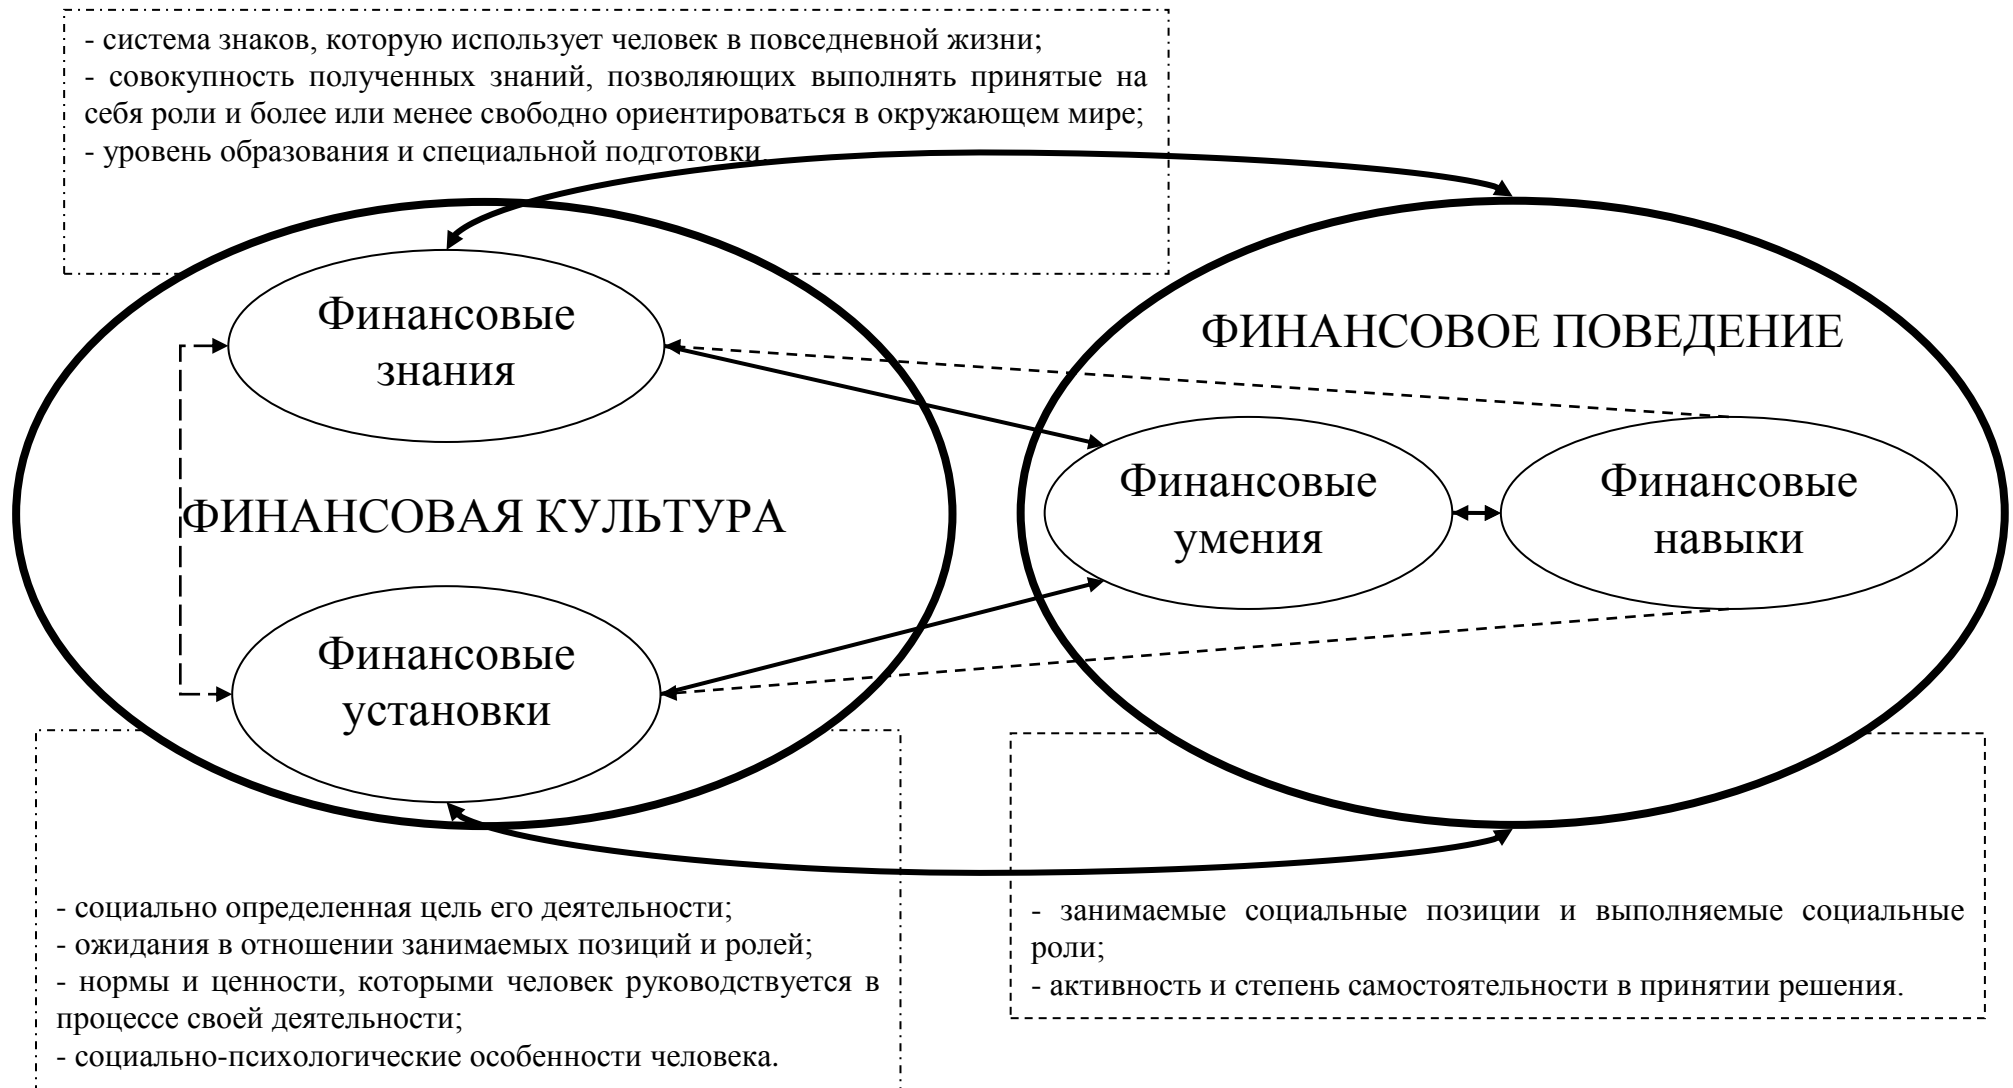 - система знаков, которую использует человек в повседневной жизни;
- совокупность полученных знаний, позволяющих выполнять принятые на
себя роли и более или менее свободно ориентироваться в окружающем мире;
- уровень образования и специальной подготовки.
Финансовые
знания
ФИНАНСОВАЯ КУЛЬТУРА
Финансовые
установки
ФИНАНСОВОЕ ПОВЕДЕНИЕ
Финансовые
умения
Финансовые
навыки
- социально определенная цель его деятельности;
- ожидания в отношении занимаемых позиций и ролей;
- нормы и ценности, которыми человек руководствуется в
процессе своей деятельности;
- социально-психологические особенности человека.
- занимаемые социальные позиции и выполняемые социальные
роли;
- активность и степень самостоятельности в принятии решения.